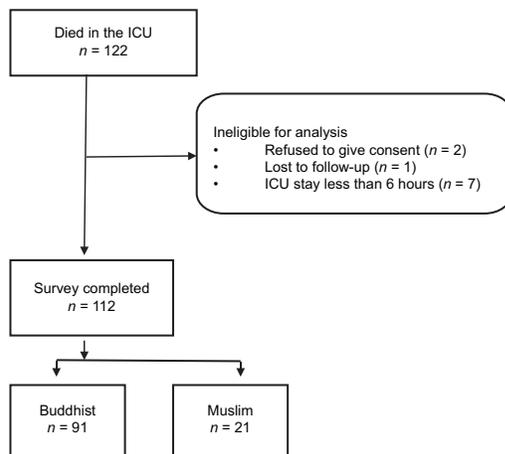 Died in the ICU
n = 122
Ineligible for analysis
• Refused to give consent (n = 2)
• Lost to follow-up (n = 1)
• ICU stay less than 6 hours (n = 7)
Survey completed
n = 112
Buddhist
n = 91
Muslim
n = 21